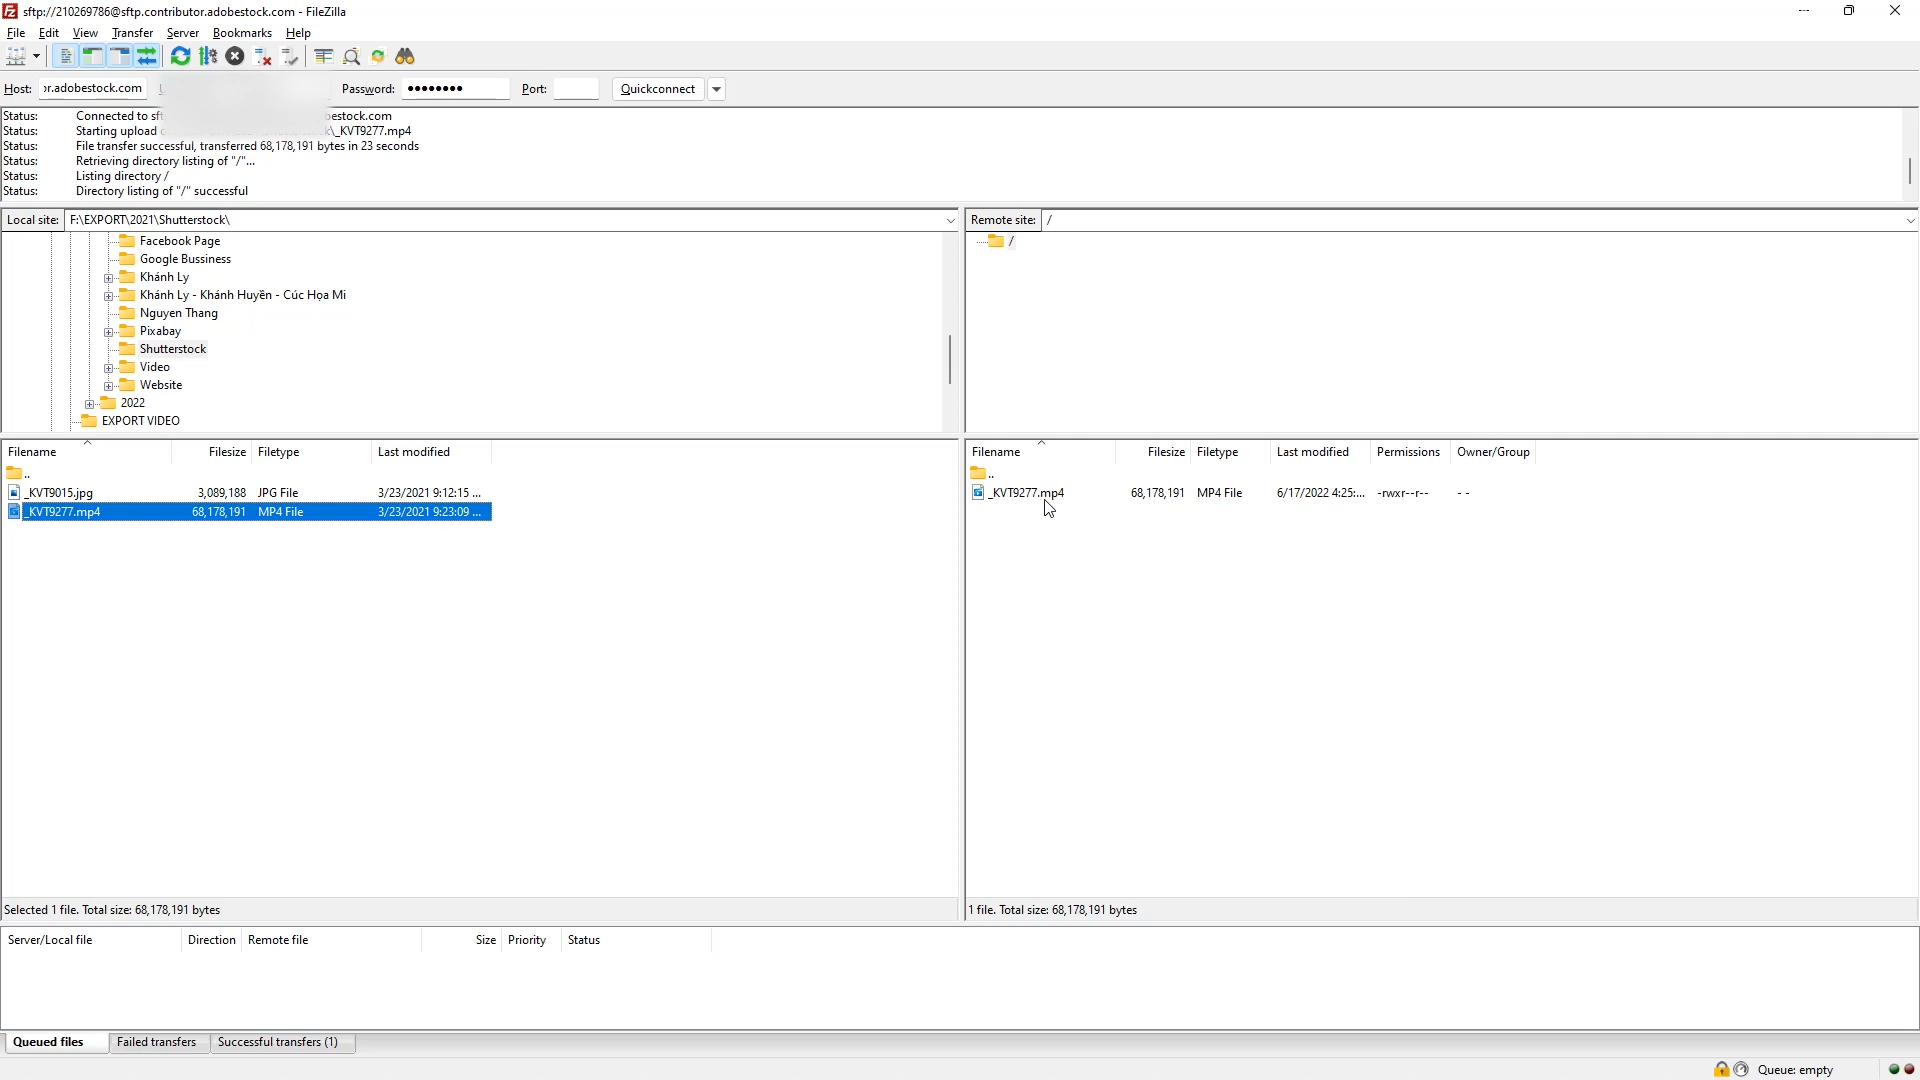 sftp://210269786@sftp.contributor.adobestock.com - FileZilla
File Edit View Transfer Server Bookmarks Help
Host: or.adobestock.com Password: ●●●●●●●● Port: Quickconnect
Status: Connected to sft bestock.com
Status: Starting upload \_KVT9277.mp4
Status: File transfer successful, transferred 68,178,191 bytes in 23 seconds
Status: Retrieving directory listing of "/"...
Status: Listing directory /
Status: Directory listing of "/" successful
Local site: F:\EXPORT\2021\Shutterstock\
Facebook Page
Google Bussiness
Khánh Ly
Khánh Ly - Khánh Huyền - Cúc Họa Mi
Nguyen Thang
Pixabay
Shutterstock
Video
Website
2022
EXPORT VIDEO
Remote site: /
/
Filename Filesize Filetype Last modified
..
_KVT9015.jpg 3,089,188 JPG File 3/23/2021 9:12:15 ...
_KVT9277.mp4 68,178,191 MP4 File 3/23/2021 9:23:09 ...
Selected 1 file. Total size: 68,178,191 bytes
Filename Filesize Filetype Last modified Permissions Owner/Group
..
_KVT9277.mp4 68,178,191 MP4 File 6/17/2022 4:25:... -rwxr--r-- - -
1 file. Total size: 68,178,191 bytes
Server/Local file Direction Remote file Size Priority Status
Queued files Failed transfers Successful transfers (1)
Queue: empty